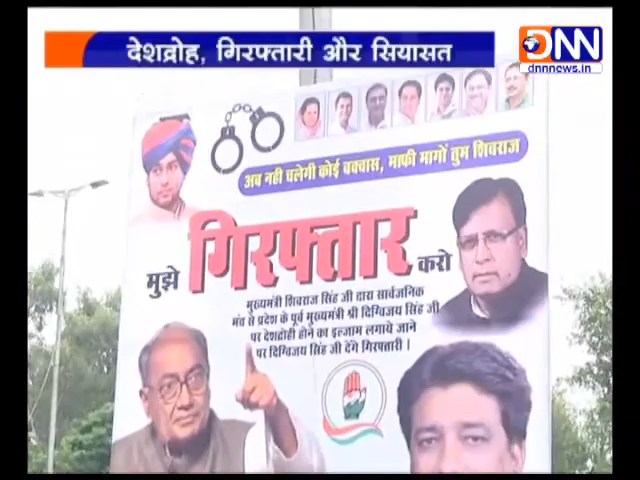 देशद्रोह, गिरफ्तारी और सियासत
DNN
dnnnews.in
अब नही चलेगी कोई बक्वास, माफी मागों तुम शिवराज
मुझे गिरफ्तार करो
मुख्यमंत्री शिवराज सिंह जी द्वारा सार्वजनिक
मंच से प्रदेश के पूर्व मुख्यमंत्री श्री दिग्विजय सिंह जी
पर देशद्रोही होने का इल्जाम लगाये जाने
पर दिग्विजय सिंह जी देंगे गिरफ्तारी ।